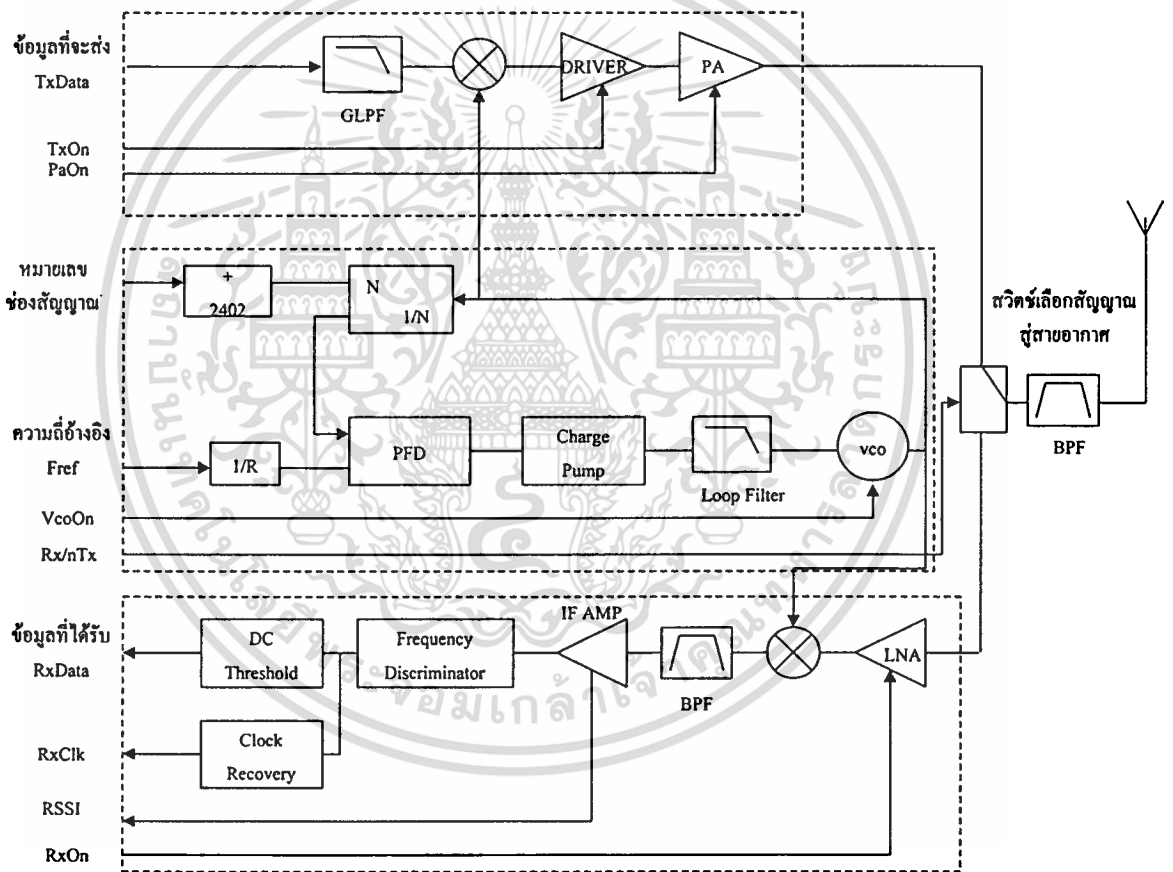 ข้อมูลที่จะส่ง
TxData
GLPF
DRIVER
PA
TxOn
PaOn
หมายเลข
ช่องสัญญาณ
+
2402
N
1/N
สวิตช์เลือกสัญญาณ
สู่สายอากาศ
BPF
ความถี่อ้างอิง
Fref
1/R
PFD
Charge
Pump
Loop Filter
vco
VcoOn
Rx/nTx
ข้อมูลที่ได้รับ
RxData
DC
Threshold
Frequency
Discriminator
IF AMP
BPF
LNA
RxClk
Clock
Recovery
RSSI
RxOn